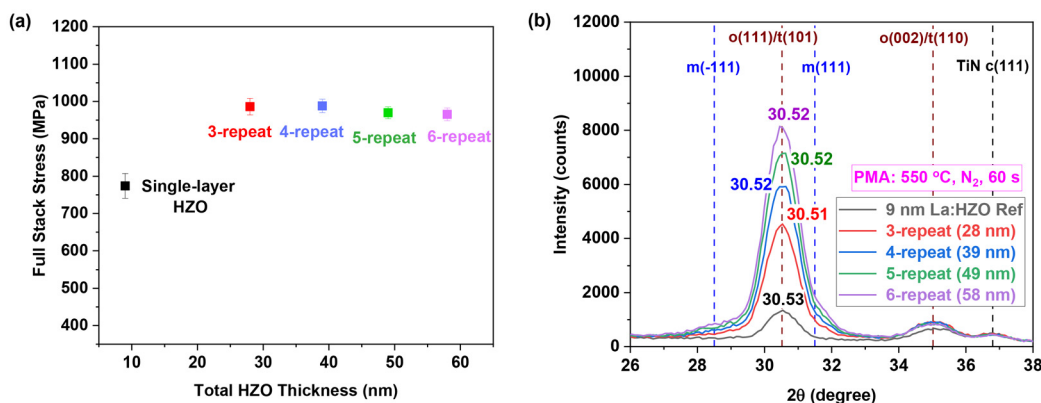 (a)
1200
1100
1000
900
800
700
600
500
400
Full Stack Stress (MPa)
3-repeat
4-repeat
5-repeat
6-repeat
Single-layer
HZO
0
10
20
30
40
50
60
Total HZO Thickness (nm)
(b)
12000
10000
8000
6000
4000
2000
0
Intensity (counts)
o(111)/t(101)
o(002)/t(110)
m(-111)
m(111)
TiN c(111)
30.52
30.52
30.52
30.51
30.53
PMA: 550 ºC, N₂, 60 s
9 nm La:HZO Ref
3-repeat (28 nm)
4-repeat (39 nm)
5-repeat (49 nm)
6-repeat (58 nm)
26
28
30
32
34
36
38
2θ (degree)